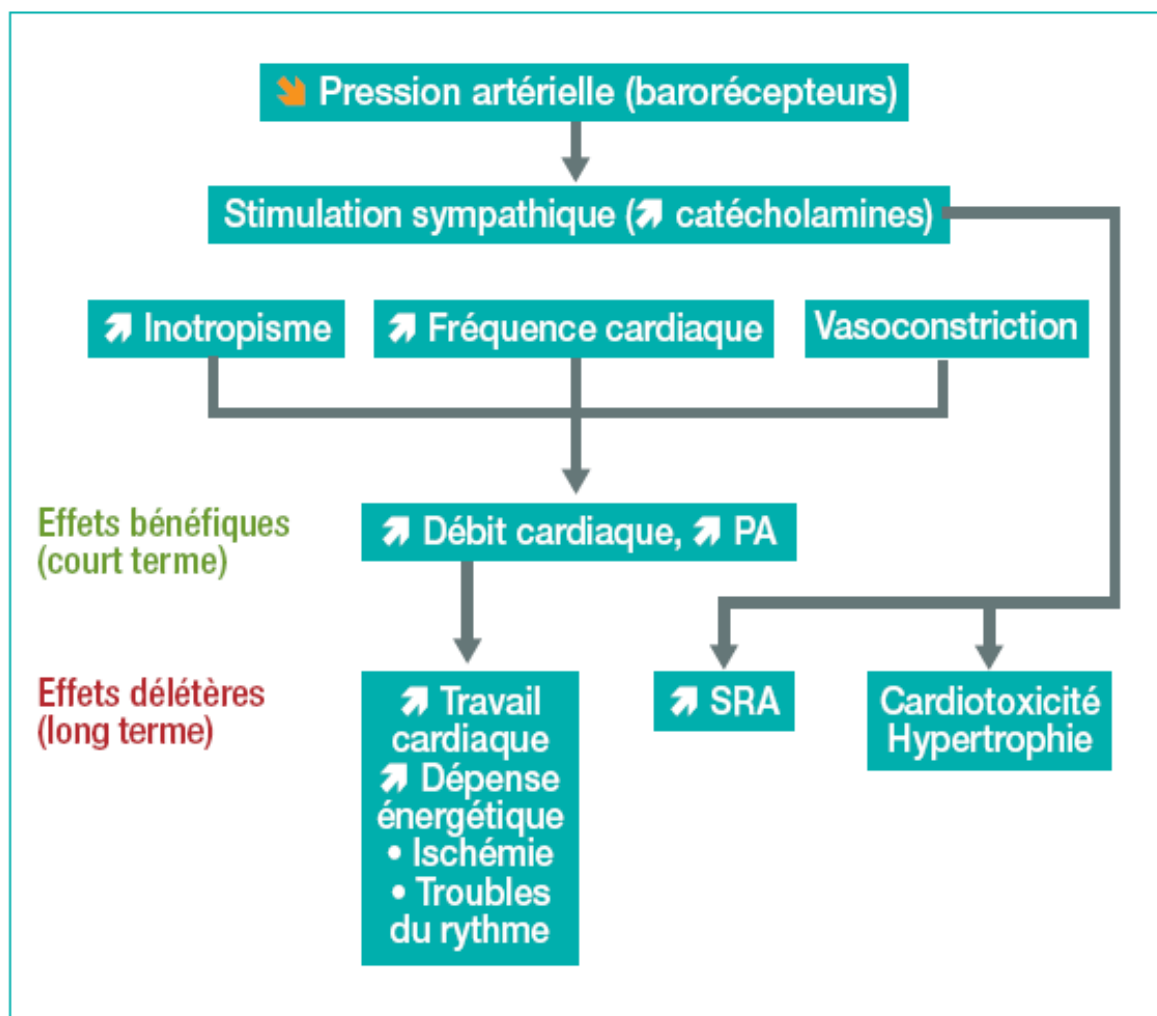 Pression artérielle (barorécepteurs)
Stimulation sympathique (↗ catécholamines)
↗ Inotropisme
↗ Fréquence cardiaque
Vasoconstriction
Effets bénéfiques
(court terme)
↗ Débit cardiaque, ↗ PA
Effets délétères
(long terme)
↗ Travail
cardiaque
↗ Dépense
énergétique
• Ischémie
• Troubles
du rythme
↗ SRA
Cardiotoxicité
Hypertrophie